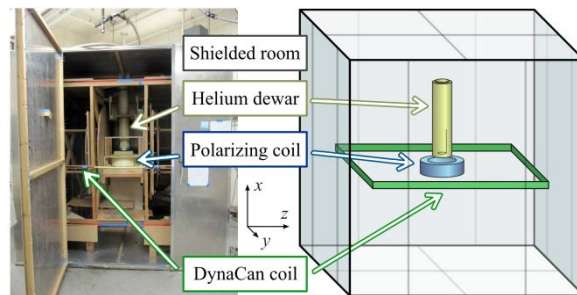 Shielded room
Helium dewar
Polarizing coil
x
z
y
DynaCan coil